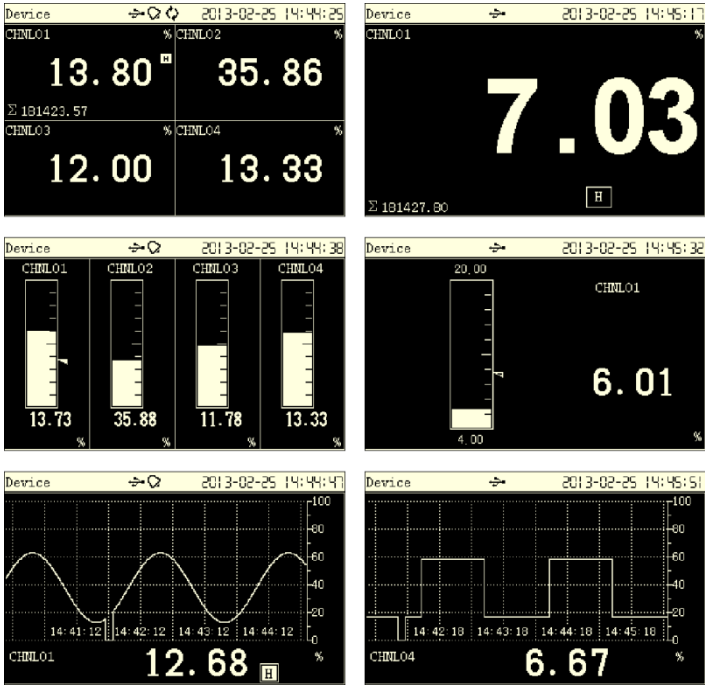 Device 2013-02-25 14:44:25
CHNL01 % CHNL02 %
13.80 H 35.86
Σ 181423.57
CHNL03 % CHNL04 %
12.00 13.33
Device 2013-02-25 14:45:17
CHNL01 %
7.03
Σ 181427.80 H
Device 2013-02-25 14:44:38
CHNL01 CHNL02 CHNL03 CHNL04
13.73 35.88 11.78 13.33
% % % %
Device 2013-02-25 14:45:32
20.00
CHNL01
6.01
4.00 %
Device 2013-02-25 14:44:47
100
80
60
40
20
14:41:12 14:42:12 14:43:12 14:44:12
0
CHNL01 12.68 H %
Device 2013-02-25 14:45:51
100
80
60
40
20
14:42:18 14:43:18 14:44:18 14:45:18
0
CHNL04 6.67 %